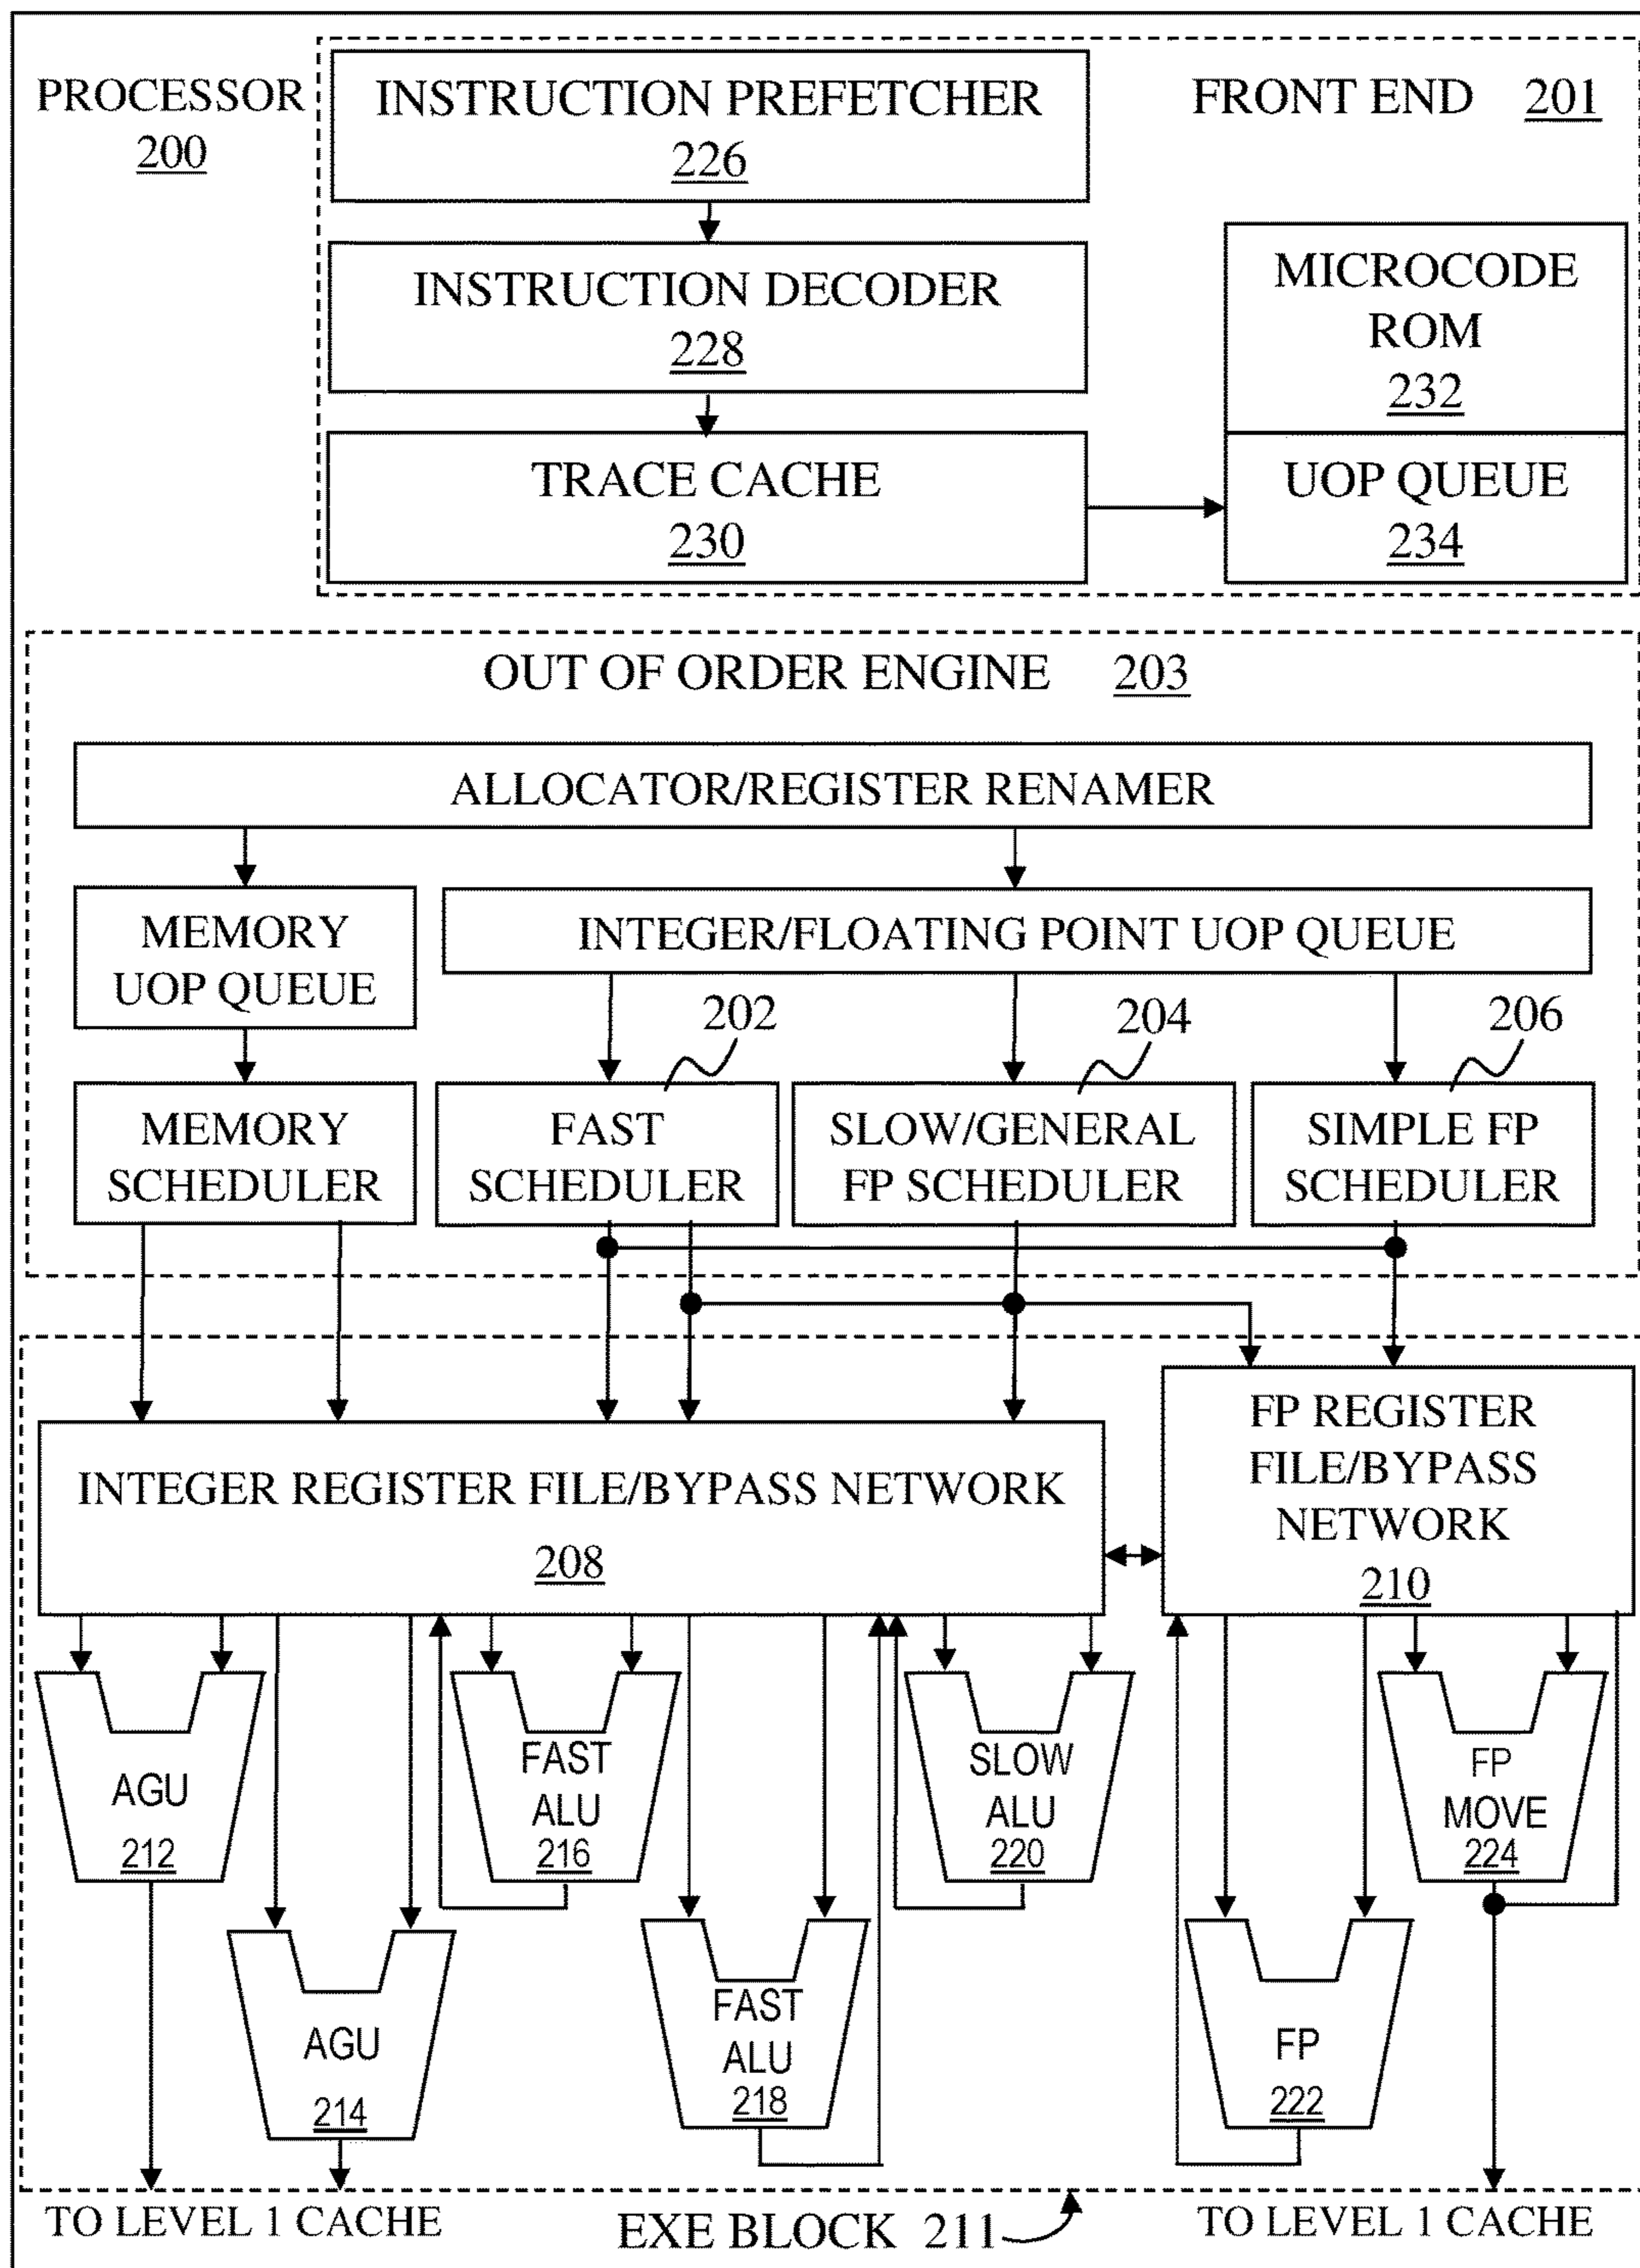 PROCESSOR
200
INSTRUCTION PREFETCHER
226
FRONT END 201
INSTRUCTION DECODER
228
MICROCODE
ROM
232
TRACE CACHE
230
UOP QUEUE
234
OUT OF ORDER ENGINE 203
ALLOCATOR/REGISTER RENAMER
MEMORY
UOP QUEUE
INTEGER/FLOATING POINT UOP QUEUE
202
204
206
MEMORY
SCHEDULER
FAST
SCHEDULER
SLOW/GENERAL
FP SCHEDULER
SIMPLE FP
SCHEDULER
INTEGER REGISTER FILE/BYPASS NETWORK
208
FP REGISTER
FILE/BYPASS
NETWORK
210
AGU
212
FAST
ALU
216
SLOW
ALU
220
FP
MOVE
224
AGU
214
FAST
ALU
218
FP
222
TO LEVEL 1 CACHE
EXE BLOCK 211
TO LEVEL 1 CACHE